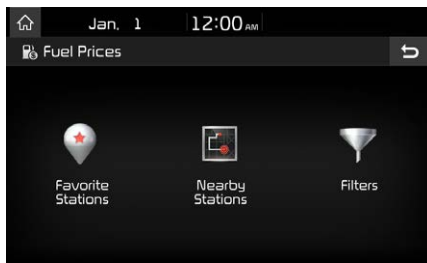 Jan. 1 12:00 AM
Fuel Prices
Favorite
Stations
Nearby
Stations
Filters